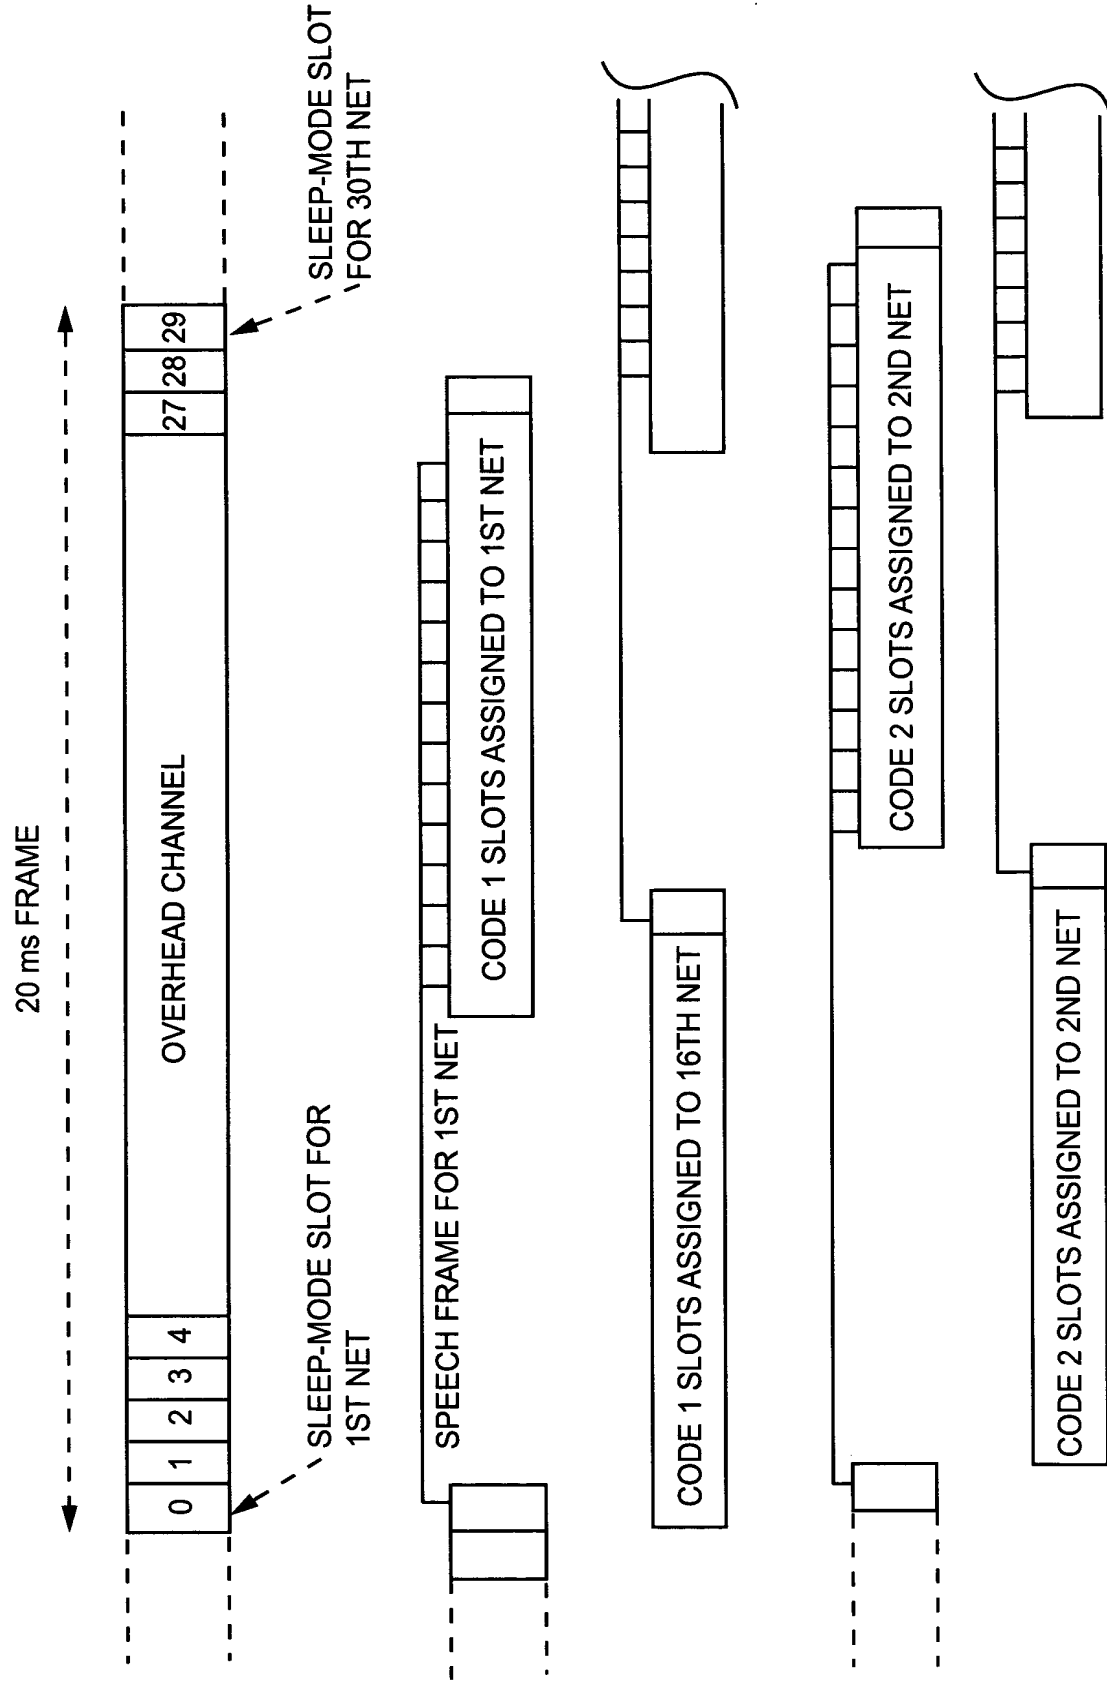 20 ms FRAME
0 1 2 3 4
OVERHEAD CHANNEL
27 28 29
SLEEP-MODE SLOT FOR
1ST NET
SLEEP-MODE SLOT
FOR 30TH NET
SPEECH FRAME FOR 1ST NET
CODE 1 SLOTS ASSIGNED TO 1ST NET
CODE 1 SLOTS ASSIGNED TO 16TH NET
CODE 2 SLOTS ASSIGNED TO 2ND NET
CODE 2 SLOTS ASSIGNED TO 2ND NET